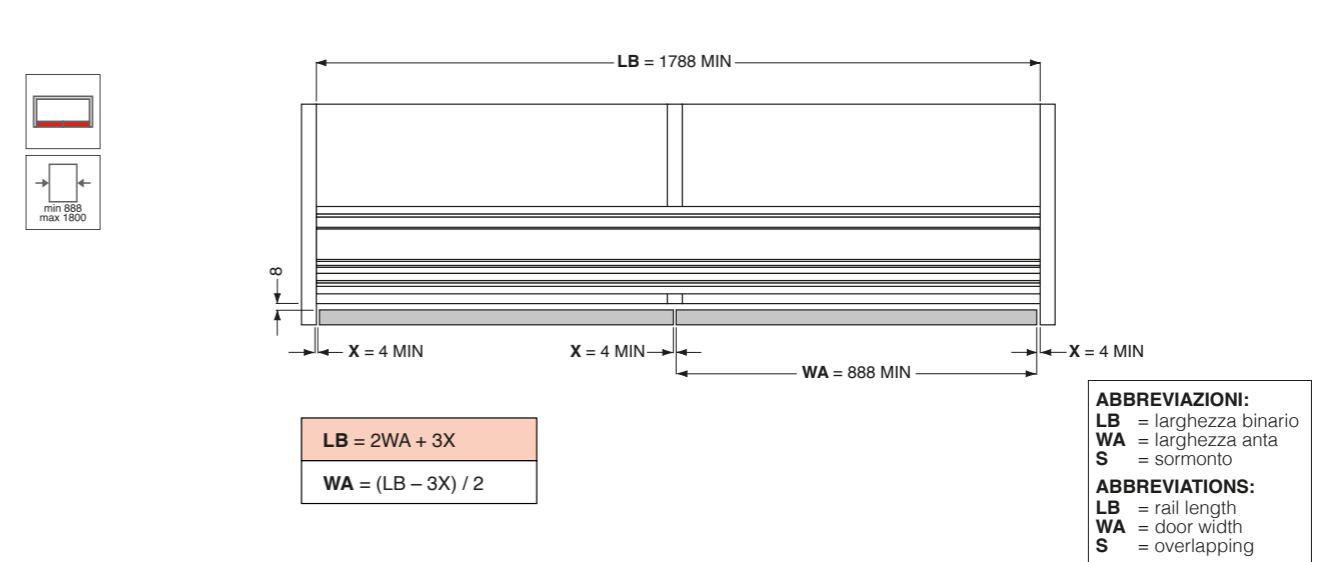 LB = 1788 MIN
min 888
max 1800
8
X = 4 MIN
X = 4 MIN
X = 4 MIN
WA = 888 MIN
LB = 2WA + 3X
WA = (LB – 3X) / 2
ABBREVIAZIONI:
LB = larghezza binario
WA = larghezza anta
S = sormonto
ABBREVIATIONS:
LB = rail length
WA = door width
S = overlapping